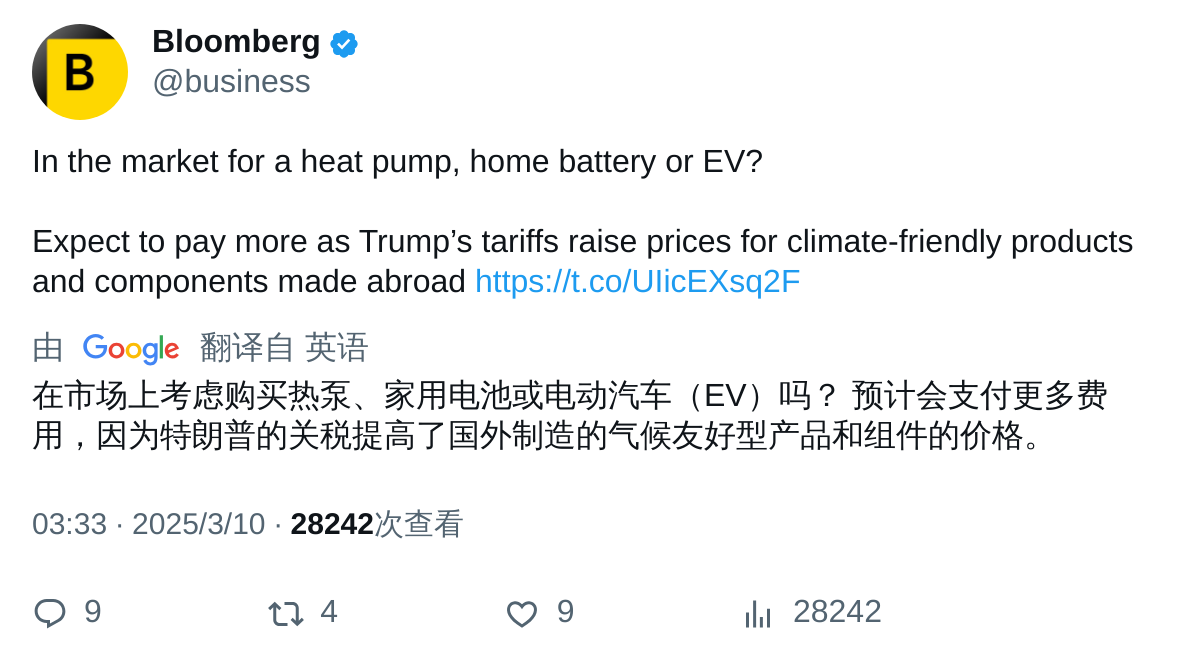 B
Bloomberg
@business
In the market for a heat pump, home battery or EV?
Expect to pay more as Trump’s tariffs raise prices for climate-friendly products
and components made abroad https://t.co/UIicEXsq2F
由 Google 翻译自 英语
在市场上考虑购买热泵、家用电池或电动汽车（EV）吗？ 预计会支付更多费
用，因为特朗普的关税提高了国外制造的气候友好型产品和组件的价格。
03:33 · 2025/3/10 · 28242次查看
9 4 9 28242